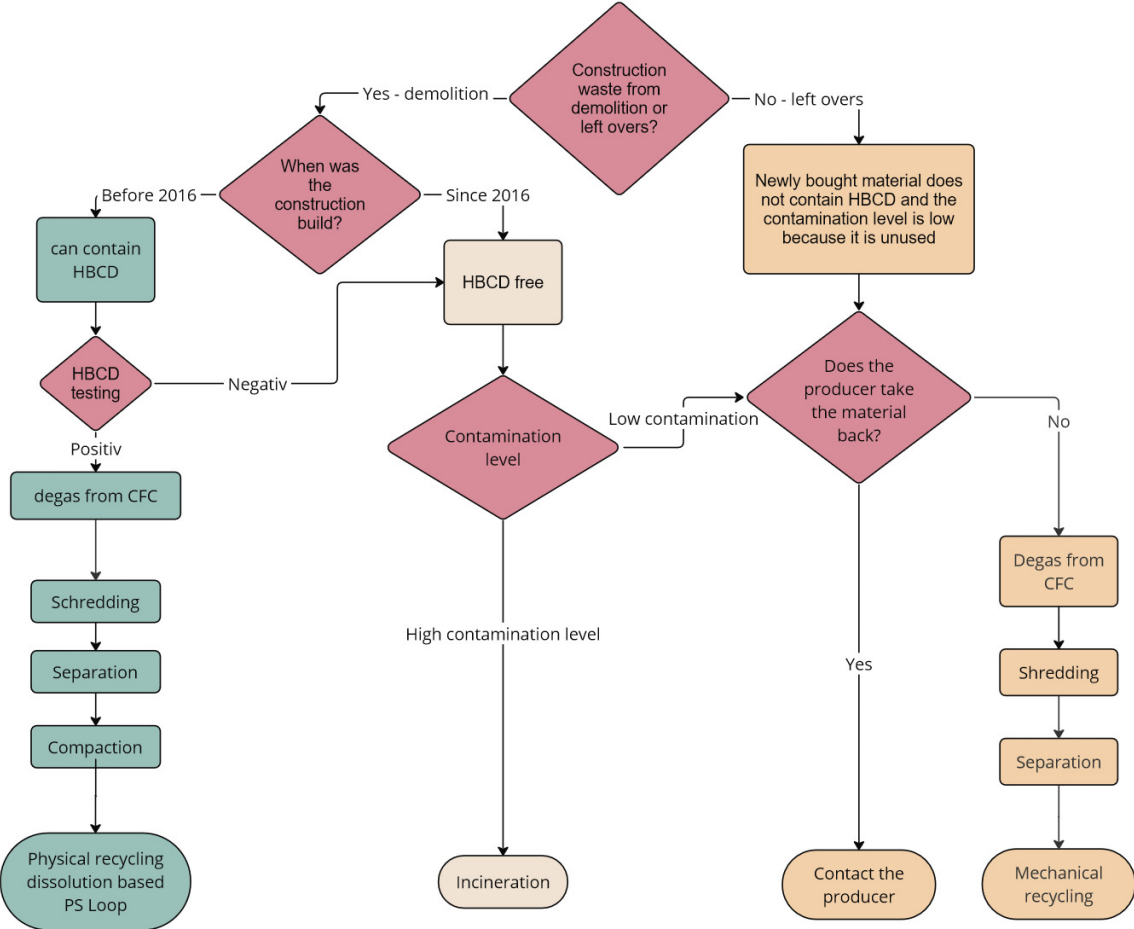 Construction
waste from
demolition or
left overs?
Yes - demolition
No - left overs
When was
the
construction
build?
Before 2016
Since 2016
Newly bought material does
not contain HBCD and the
contamination level is low
because it is unused
can contain
HBCD
HBCD free
HBCD
testing
Negativ
Positiv
Contamination
level
Low contamination
Does the
producer take
the material
back?
No
degas from CFC
Schredding
Separation
Compaction
Physical recycling
dissolution based
PS Loop
High contamination level
Incineration
Yes
Contact the
producer
Degas from
CFC
Shredding
Separation
Mechanical
recycling